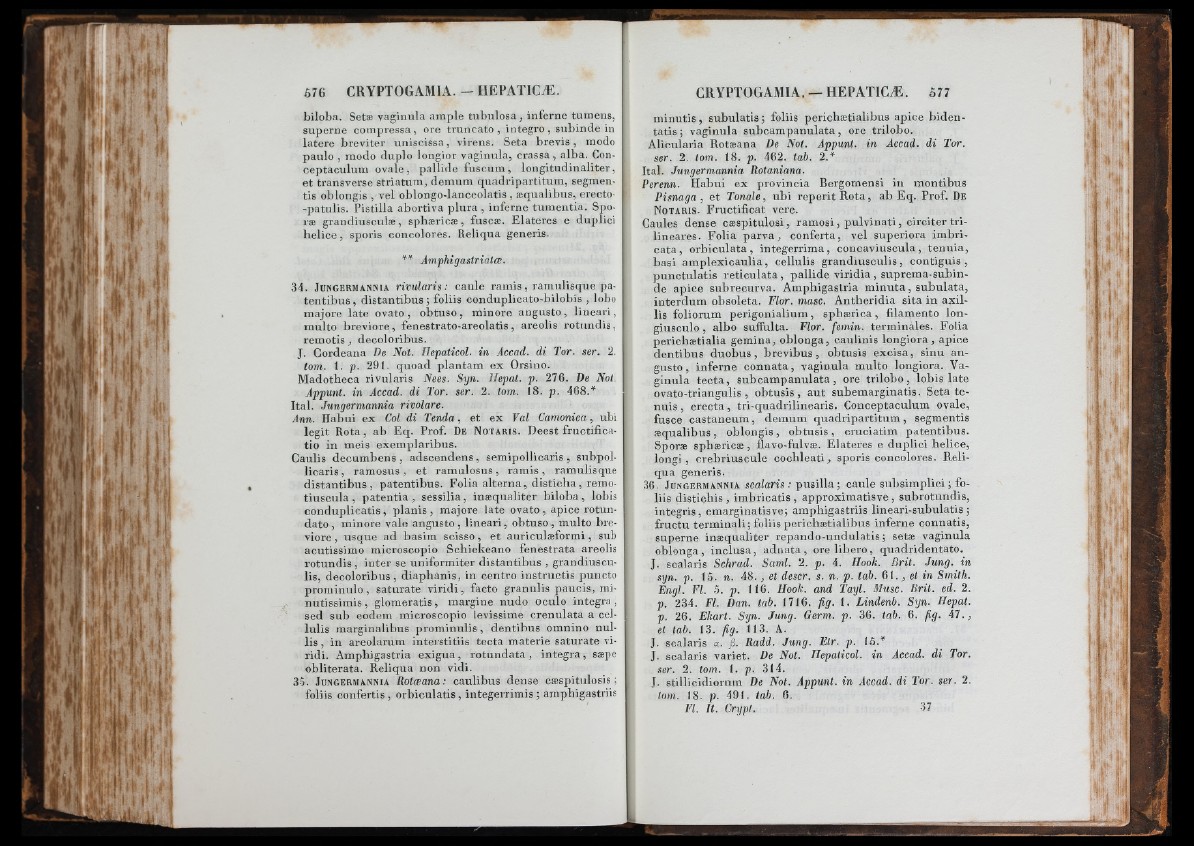 576 CRYPTOGAMIA. — HEPATICÆ.
biloba. Setæ vaginula ample tubulosa, inferne tumens,
superne compressa, ore truncato, integro, subinde in
latere breviter uniscissa, virens. Seta brevis, modo
paulo, modo duplo longior vaginula, crassa, alba. Con-
ceptaculum ovale, pallide fuscum, longitudinaliter,
et transverse striatum, demum quadripartitum, segmen-
tis oblongis, vel oblongo-lanceolatis, æqualibus, erecto-
-patulis. Pistilla abortiva plura, inferne tumentia. Spo-
ræ grandiusculæ, sphæricæ, fuscæ. Elateres e duplici
helice, sporis concolores. Reliqua generis.
** Amphigastriatæ.
34. JUNGERMANNIA rivularis: caule ramis, ramulisque pa-
tentibus, distantibus; foliis conduplicato-bilobis, lobo
majore late ovato, obtuso, minore angusto, lineari,
multo breviore, fenestrato-areolatis, areolis rotundis,
remotis, decoloribus.
J. Cordeana De Not. Hepaticol. in Accad. di Tor. ser. 2.
tom. 1. p. 291. quoad plantam ex Orsino.
Madotheca rivularis Nees. Syn. Hepat. p. 276. De Not.
Appunt. in Accad. di Tor. ser. 2. tom. 18. p. 468.*
Ital. Jungermannia rivolare.
Ann. Habui ex Col di Tenda, et ex Val Camonica, ubi
legit Rota, ab Eq. Prof. DE NOTARIS. Deest fructifica-
tio in meis exemplaribus.
Caulis decumbens, adscendens, semipollicaris, subpol-
licaris, ramosus, et ramulosus, ramis, ramulisque
distantibus, patentibus. Folia alterna, disticha, remo-
tiuscula, patentia, sessilia, inæqualiter biloba, lobis
conduplicatis, planis, majore late ovato, apice rotun-
dato, minore valde angusto, lineari, obtuso, multo bre-
viore, usque ad basim scisso, et auriculæformi, sub
acutissimo microscopio Schiekeano fenestrata areolis
rotundis, inter se uniformiter distantibus, grandiuscu-
lis, decoloribus, diaphanis, in centro instructis puncto
prominulo, saturate viridi, facto granulis paucis, mi-
nutissimis, glomeratis, margine nudo oculo integra,
sed sub eodem microscopio levissime crenulata a cel-
lulis marginalibus prominulis, dentibus omnino nul-
lis, in areolarum interstitiis tecta materie saturate vi-
ridi. Amphigastria exigua, rotundata, integra, sæpe
obliterata. Reliqua non vidi.
35. JUNGERMANNIA Rotæana: caulibus dense cæspitulosis;
foliis confertis, orbiculatis, integerrimis; amphigastriis
CRYPTOGAMIA. — HEPATICÆ. 577
minutis, subulatis; foliis perichætialibus apice biden-
tatis; vaginula subcampanulata, ore trilobo.
Alicularia Rotæana De Not. Appunt. in Accad. di Tor.
ser. 2. tom. 18. p. 462. tab. 2.*
Ital. Jungermannia Rotaniana.
Perenn. Habui ex provincia Bergomensi in montibus
Pisnaga, et Tonale, ubi reperit Rota, ab Eq. Prof. DE
NOTARIS. Fructificat vere.
Caules dense cæspitulosi, ramosi, pulvinati, circiter tri-
lineares. Folia parva, conferta, vel superiora imbri-
cata, orbiculata, integerrima, concaviuscula, tenuia,
basi amplexicaulia, cellulis grandiusculis, contiguis,
punctulatis reticulata, pallide viridia, suprema-subin-
de apice subrecurva. Amphigastria minuta, subulata,
interdum obsoleta. Flor. masc. Antheridia sita in axil-
lis foliorum perigonialium, sphærica, filamento lon-
giusculo, albo suffulta. Flor. femin. terminales. Folia
perichætialia gemina, oblonga, caulinis longiora, apice
dentibus duobus, brevibus, obtusis excisa, sinu an-
gusto, inferne connata, vaginula multo longiora. Va-
ginula tecta, subcampanulata, ore trilobo, lobis late
ovato-triangulis, obtusis, aut subemarginatis. Seta te-
nuis, erecta, tri-quadrilinearis. Conceptaculum ovale,
fusce castaneum, demum quadripartitum, segmentis
æqualibus, oblongis, obtusis, cruciatim patentibus.
Sporæ sphæricæ, flavo-fulvæ. Elateres e duplici helice,
longi, crebriuscule cochleati, sporis concolores. Reli-
qua generis.
36. JUNGERMANNIA scalaris: pusilla; caule subsimplici; fo-
liis distichis, imbricatis, approximatisve, subrotundis,
integris, emarginatisve; amphigastriis lineari-subulatis;
fructu terminali; foliis perichætialibus inferne connatis,
superne inæqualiter repando-undulatis; setæ vaginula
oblonga, inclusa, adnata, ore libero, quadridentato.
J. scalaris Schrad. Saml. 2. p. 4. Hook. Brit. Jung. in
syn. p. 15. n. 48., et descr. s. n. p. tab. 61., et in Smith.
Engl. Fl. 5. p. 116. Hook. and Tayl. Musc. Brit. ed. 2.
p. 234. Fl. Dan. tab. 1716. fig. 1. Lindenb. Syn. Hepat.
p. 26. Ekart. Syn. Jung. Germ. p. 36. tab. 6. fig. 47.,
et tab. 13. fig. 113. A.
J. scalaris α. β. Radd. Jung. Etr. p. 15.*
J. scalaris variet. De Not. Hepaticol. in Accad. di Tor.
ser. 2. tom. 1. p. 314.
J. stillicidiorum De Not. Appunt. in Accad. di Tor. ser. 2.
tom. 18. p. 491. tab. 6.
Fl. It. Crypt. 37